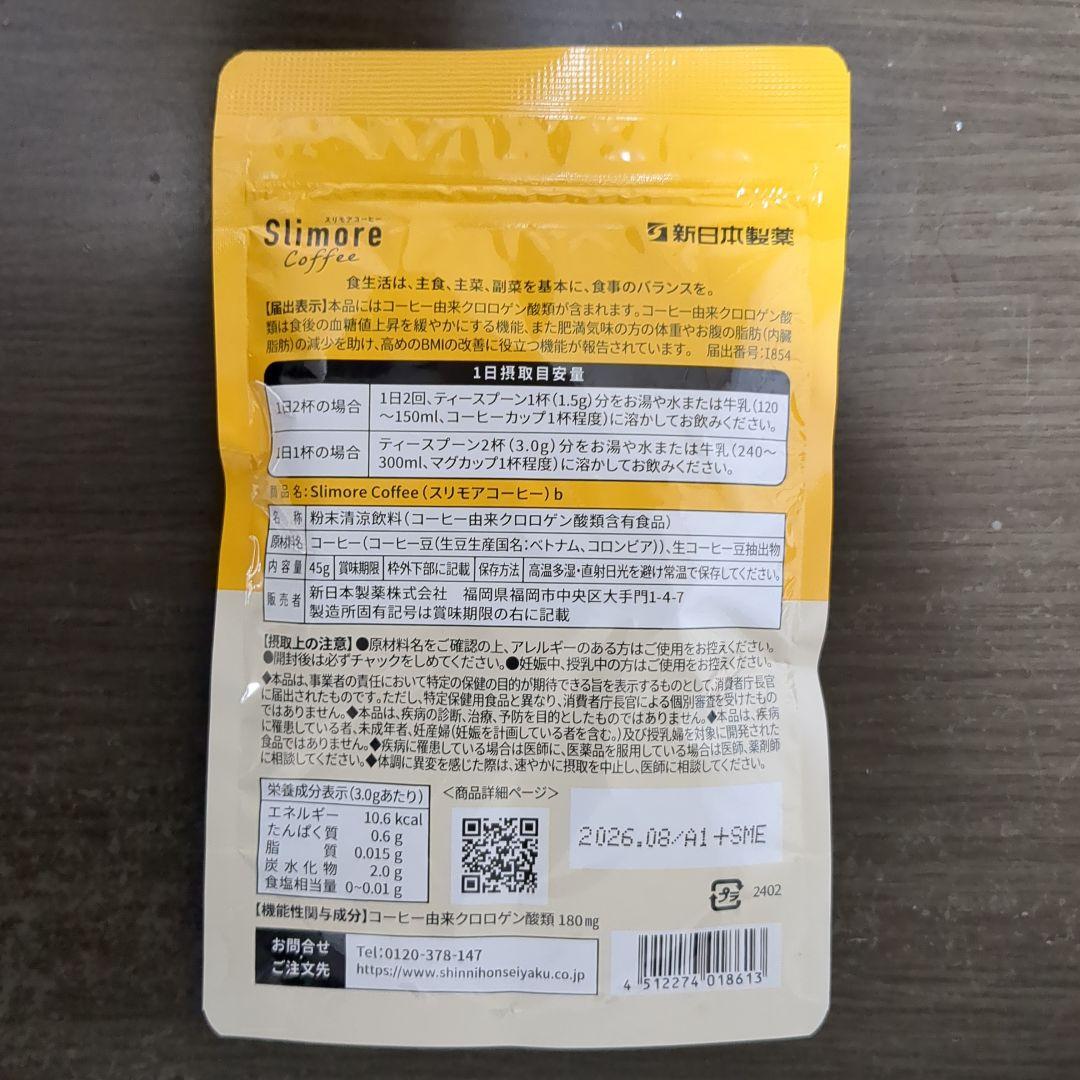 スリモアコーヒー
Slimore
Coffee
新日本製薬
食生活は、主食、主菜、副菜を基本に、食事のバランスを。
【届出表示】本品にはコーヒー由来クロロゲン酸類が含まれます。コーヒー由来クロロゲン酸
類は食後の血糖値上昇を緩やかにする機能、また肥満気味の方の体重やお腹の脂肪(内臓
脂肪)の減少を助け、高めのBMIの改善に役立つ機能が報告されています。 届出番号:I854
1日摂取目安量
1日2杯の場合
1日2回、ティースプーン1杯(1.5g)分をお湯や水または牛乳(120
～150ml、コーヒーカップ1杯程度)に溶かしてお飲みください。
1日1杯の場合
ティースプーン2杯(3.0g)分をお湯や水または牛乳(240～
300ml、マグカップ1杯程度)に溶かしてお飲みください。
商品名:Slimore Coffee(スリモアコーヒー)b
名称 粉末清涼飲料(コーヒー由来クロロゲン酸類含有食品)
原材料名 コーヒー(コーヒー豆(生豆生産国名:ベトナム、コロンビア))、生コーヒー豆抽出物
内容量 45g 賞味期限 枠外下部に記載 保存方法 高温多湿・直射日光を避け常温で保存してください。
販売者 新日本製薬株式会社 福岡県福岡市中央区大手門1-4-7
製造所固有記号は賞味期限の右に記載
【摂取上の注意】●原材料名をご確認の上、アレルギーのある方はご使用をお控えください。
●開封後は必ずチャックをしめてください。●妊娠中、授乳中の方はご使用をお控えください。
◆本品は、事業者の責任において特定の保健の目的が期待できる旨を表示するものとして、消費者庁長官
に届出されたものです。ただし、特定保健用食品と異なり、消費者庁長官による個別審査を受けたもの
ではありません。◆本品は、疾病の診断、治療、予防を目的としたものではありません。◆本品は、疾病
に罹患している者、未成年者、妊産婦(妊娠を計画している者を含む。)及び授乳婦を対象に開発された
食品ではありません。◆疾病に罹患している場合は医師に、医薬品を服用している場合は医師、薬剤師
に相談してください。◆体調に異変を感じた際は、速やかに摂取を中止し、医師に相談してください。
栄養成分表示(3.0gあたり)
エネルギー 10.6 kcal
たんぱく質 0.6 g
脂質 0.015 g
炭水化物 2.0 g
食塩相当量 0~0.01 g
<商品詳細ページ>
2026.08/A1+SME
プラ
2402
【機能性関与成分】コーヒー由来クロロゲン酸類 180mg
お問合せ
ご注文先
Tel:0120-378-147
https://www.shinnihonseiyaku.co.jp
4 512274 018613